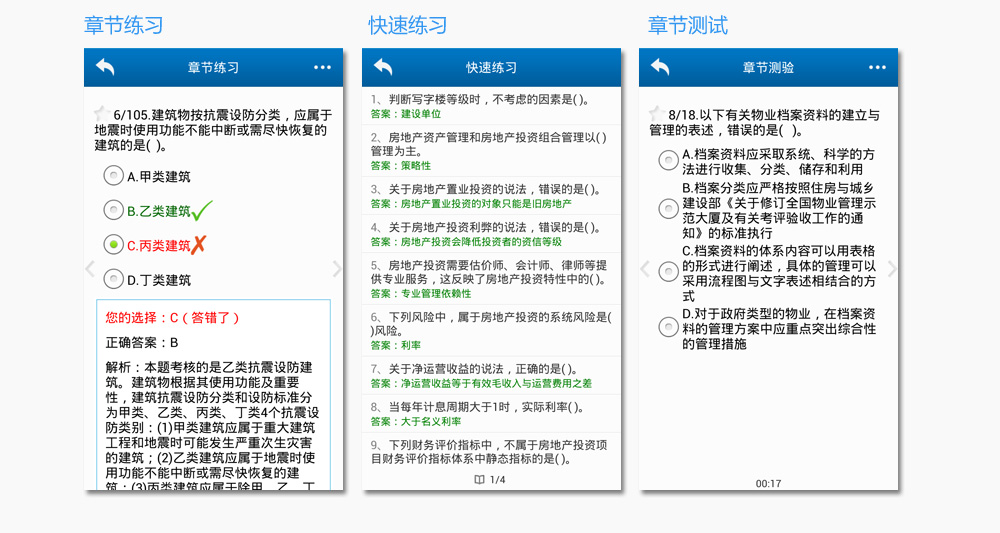 章节练习
快速练习
章节测试
章节练习
6/105.建筑物按抗震设防分类，应属于
地震时使用功能不能中断或需尽快恢复的
建筑的是( )。
A.甲类建筑
B.乙类建筑
C.丙类建筑
D.丁类建筑
您的选择：C（答错了）
正确答案：B
解析：本题考核的是乙类抗震设防建
筑。建筑物根据其使用功能及重要
性，建筑抗震设防分类和设防标准分
为甲类、乙类、丙类、丁类4个抗震设
防类别：(1)甲类建筑应属于重大建筑
工程和地震时可能发生严重次生灾害
的建筑；(2)乙类建筑应属于地震时使
用功能不能中断或需尽快恢复的建
筑；(3)丙类建筑应属于除甲、乙、丁
快速练习
1、判断写字楼等级时，不考虑的因素是( )。
答案：建设单位
2、房地产资产管理和房地产投资组合管理以( )
管理为主。
答案：策略性
3、关于房地产置业投资的说法，错误的是( )。
答案：房地产置业投资的对象只能是旧房地产
4、关于房地产投资利弊的说法，错误的是( )。
答案：房地产投资会降低投资者的资信等级
5、房地产投资需要估价师、会计师、律师等提
供专业服务，这反映了房地产投资特性中的( )。
答案：专业管理依赖性
6、下列风险中，属于房地产投资的系统风险是(
)风险。
答案：利率
7、关于净运营收益的说法，正确的是( )。
答案：净运营收益等于有效毛收入与运营费用之差
8、当每年计息周期大于1时，实际利率( )。
答案：大于名义利率
9、下列财务评价指标中，不属于房地产投资项
目财务评价指标体系中静态指标的是( )。
1/4
章节测验
8/18.以下有关物业档案资料的建立与
管理的表述，错误的是( )。
A.档案资料应采取系统、科学的方
法进行收集、分类、储存和利用
B.档案分类应严格按照住房与城乡
建设部《关于修订全国物业管理示
范大厦及有关考评验收工作的通
知》的标准执行
C.档案资料的体系内容可以用表格
的形式进行阐述，具体的管理可以
采用流程图与文字表述相结合的方
式
D.对于政府类型的物业，在档案资
料的管理方案中应重点突出综合性
的管理措施
00:17